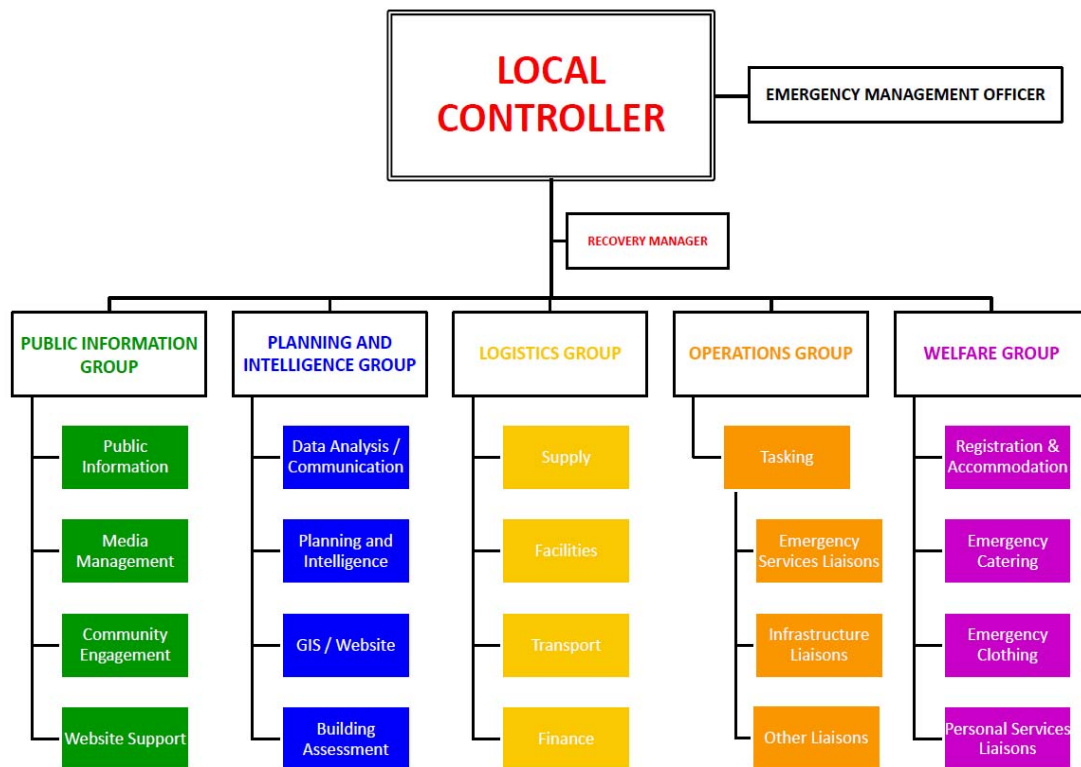 LOCAL
CONTROLLER
EMERGENCY MANAGEMENT OFFICER
RECOVERY MANAGER
PUBLIC INFORMATION
GROUP
PLANNING AND
INTELLIGENCE GROUP
LOGISTICS GROUP
OPERATIONS GROUP
WELFARE GROUP
Public
Information
Media
Management
Community
Engagement
Website Support
Data Analysis /
Communication
Planning and
Intelligence
GIS / Website
Building
Assessment
Supply
Facilities
Transport
Finance
Tasking
Emergency
Services Liaisons
Infrastructure
Liaisons
Other Liaisons
Registration &
Accommodation
Emergency
Catering
Emergency
Clothing
Personal Services
Liaisons